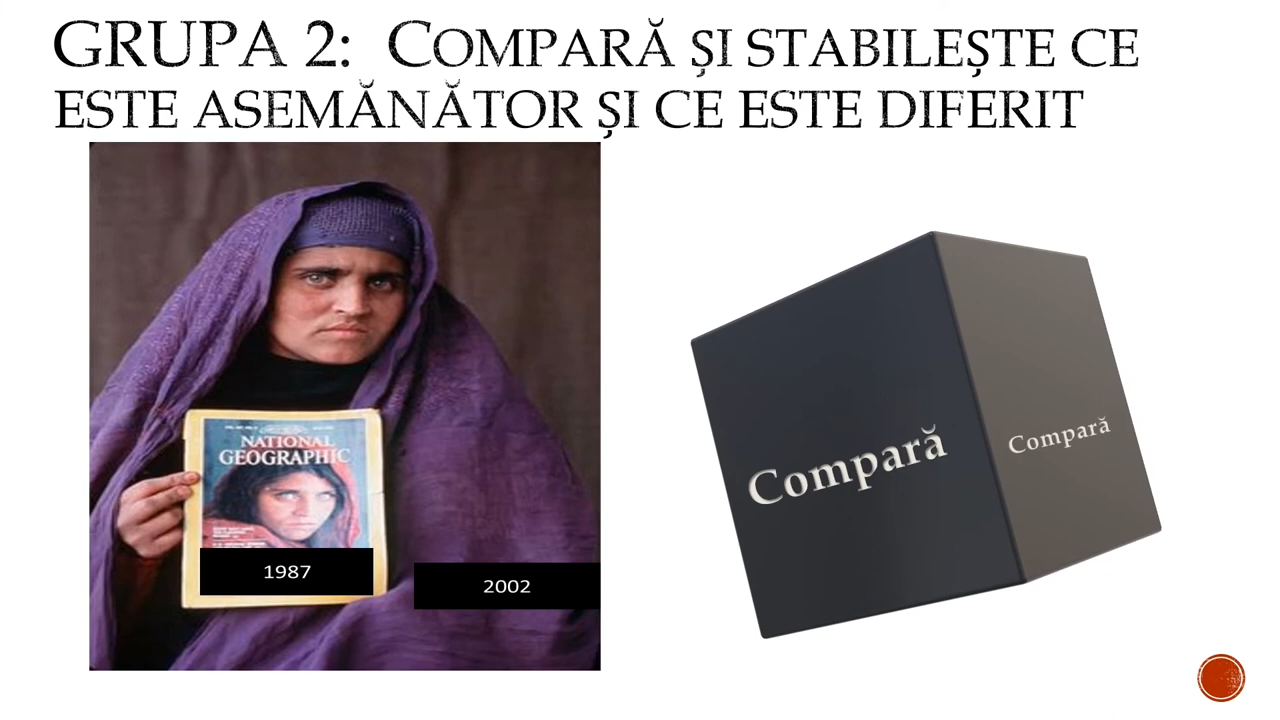 GRUPA 2: COMPARĂ ȘI STABILEȘTE CE
ESTE ASEMĂNĂTOR ȘI CE ESTE DIFERIT
NATIONAL
GEOGRAPHIC
1987
2002
Compară
Compară